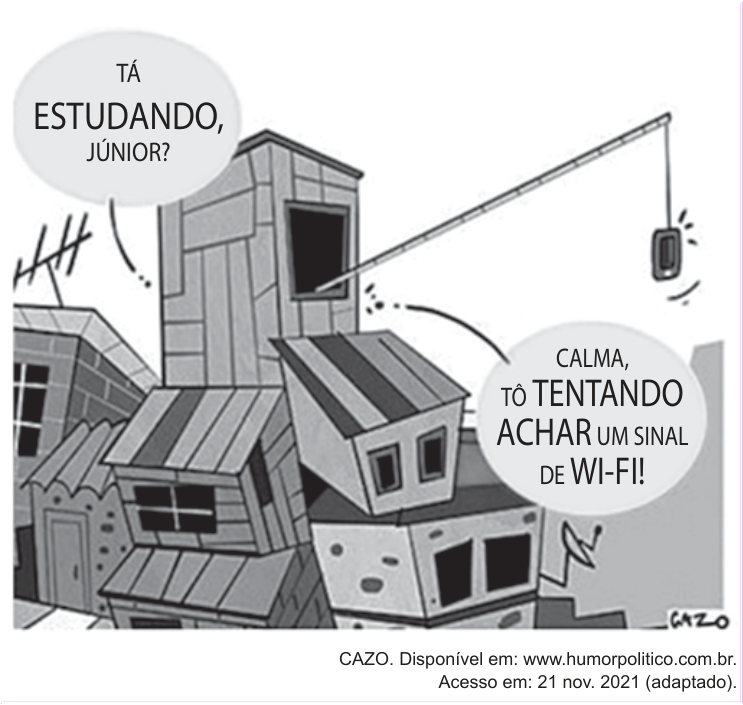 TÁ
ESTUDANDO,
JÚNIOR?
CALMA,
TÔ TENTANDO
ACHAR UM SINAL
DE WI-FI!
CAZO
CAZO. Disponível em: www.humorpolitico.com.br.
Acesso em: 21 nov. 2021 (adaptado).